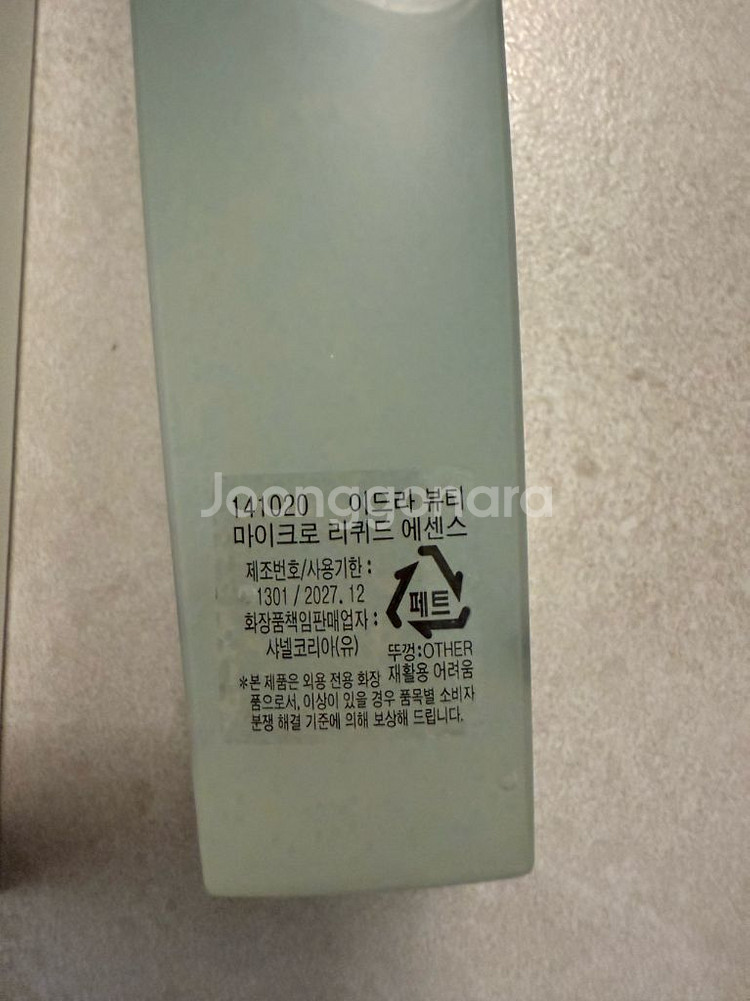 141020 이드라 뷰티
마이크로 리퀴드 에센스
제조번호/사용기한 :
1301 / 2027. 12
화장품책임판매업자 :
샤넬코리아(유)
페트
뚜껑:OTHER
재활용 어려움
*본 제품은 외용 전용 화장
품으로서, 이상이 있을 경우 품목별 소비자
분쟁 해결 기준에 의해 보상해 드립니다.
Joonggonara